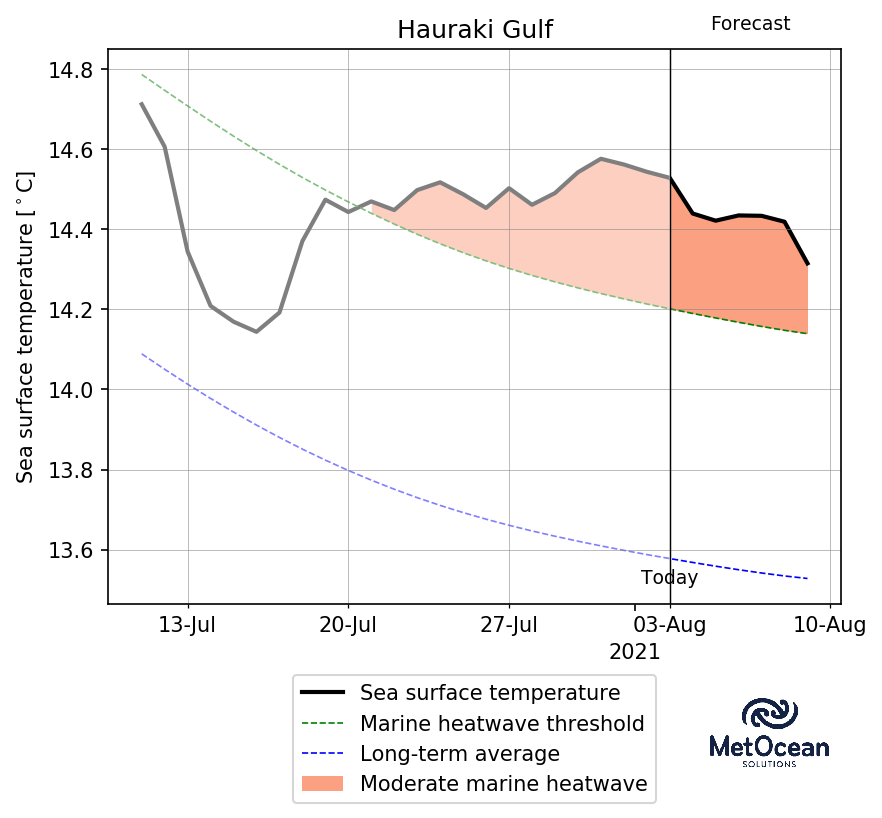 Hauraki Gulf
Forecast
Sea surface temperature [°C]
14.8
14.6
14.4
14.2
14.0
13.8
13.6
Today
13-Jul 20-Jul 27-Jul 03-Aug 10-Aug
2021
Sea surface temperature
Marine heatwave threshold
Long-term average
Moderate marine heatwave
MetOcean
SOLUTIONS